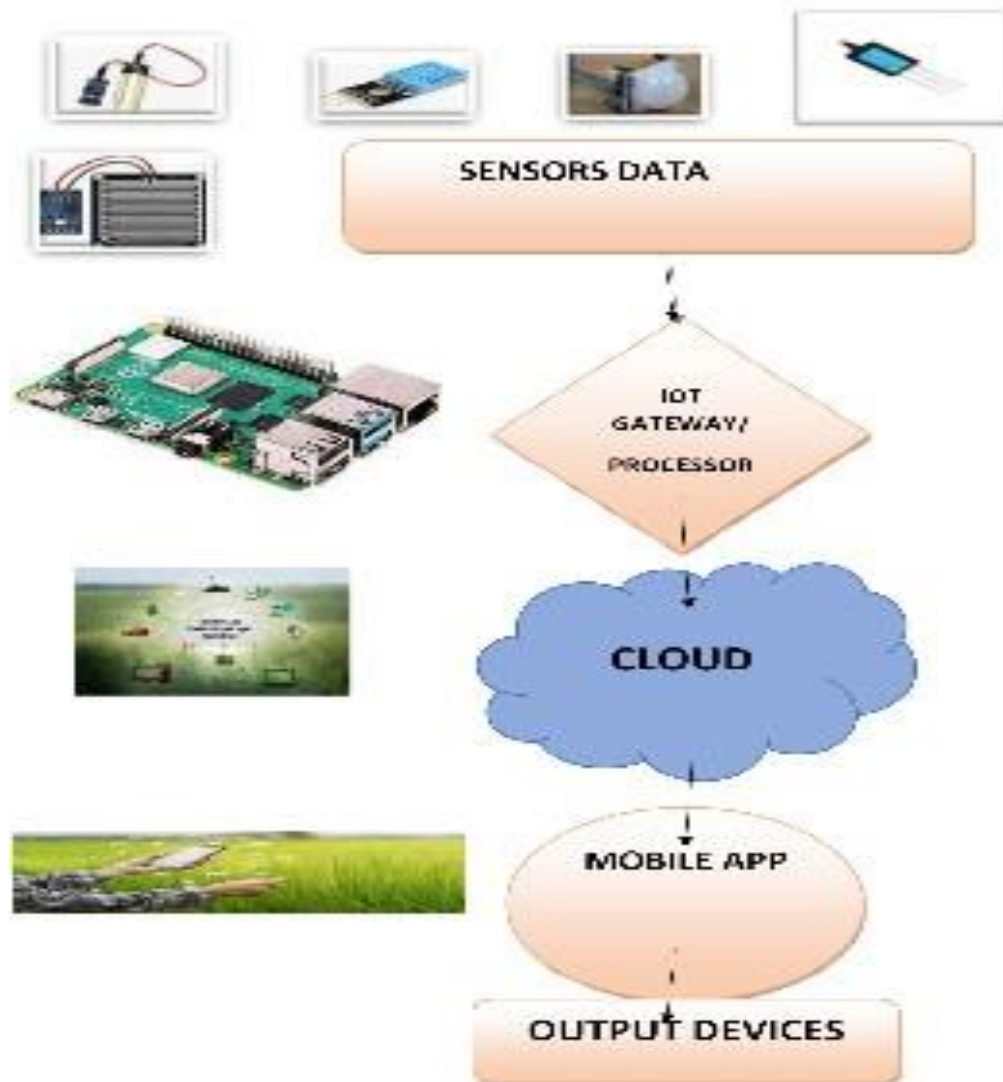 SENSORS DATA
IOT
GATEWAY/
PROCESSOR
CLOUD
MOBILE APP
OUTPUT DEVICES